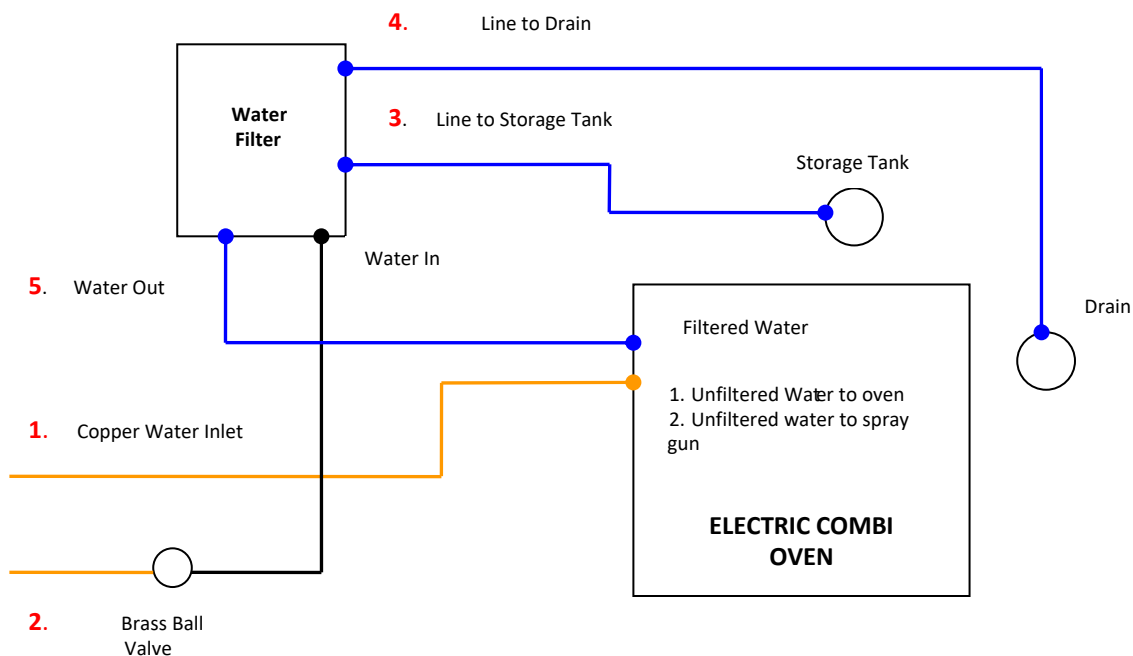 4. Line to Drain
Water
Filter
3. Line to Storage Tank
Storage Tank
Water In
5. Water Out
Drain
Filtered Water
1. Unfiltered Water to oven
2. Unfiltered water to spray
gun
1. Copper Water Inlet
ELECTRIC COMBI
OVEN
2. Brass Ball
Valve